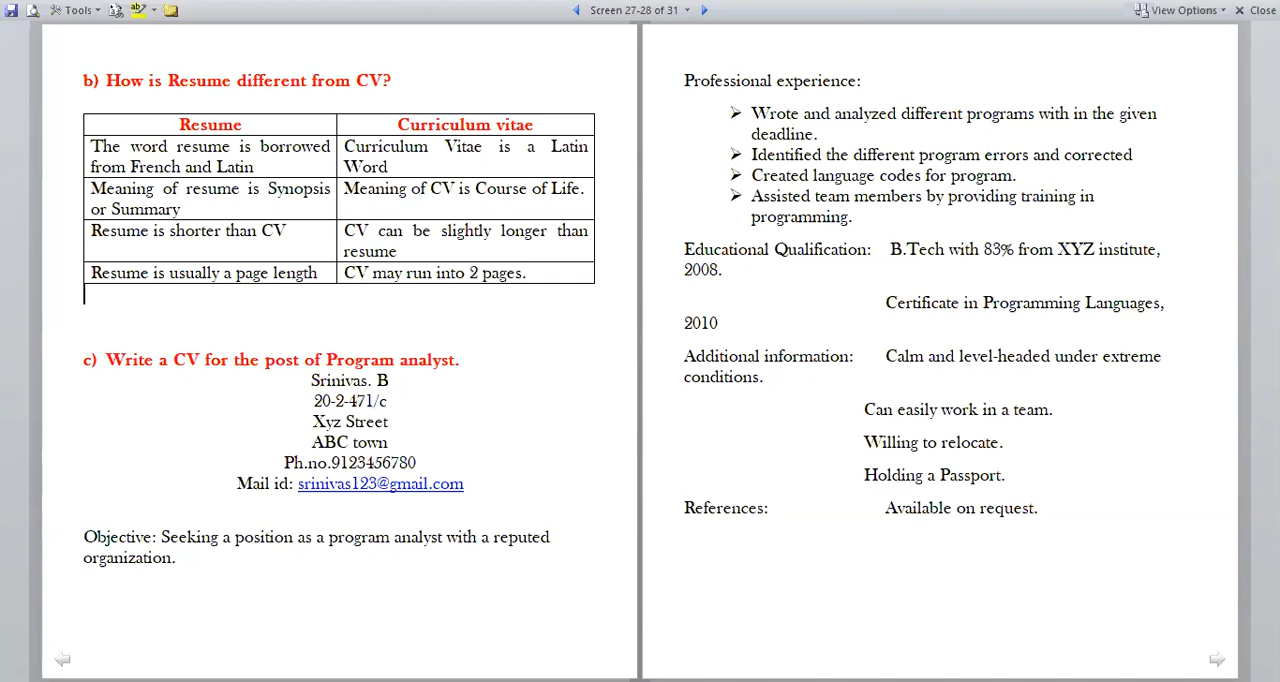 Tools
Screen 27-28 of 31
View Options
Close
b) How is Resume different from CV?
Resume
Curriculum vitae
The word resume is borrowed
from French and Latin
Curriculum Vitae is a Latin
Word
Meaning of resume is Synopsis
or Summary
Meaning of CV is Course of Life.
Resume is shorter than CV
CV can be slightly longer than
resume
Resume is usually a page length
CV may run into 2 pages.
c) Write a CV for the post of Program analyst.
Srinivas. B
20-2-471/c
Xyz Street
ABC town
Ph.no.9123456780
Mail id: srinivas123@gmail.com
Objective: Seeking a position as a program analyst with a reputed
organization.
Professional experience:
Wrote and analyzed different programs with in the given
deadline.
Identified the different program errors and corrected
Created language codes for program.
Assisted team members by providing training in
programming.
Educational Qualification: B.Tech with 83% from XYZ institute,
2008.
Certificate in Programming Languages,
2010
Additional information: Calm and level-headed under extreme
conditions.
Can easily work in a team.
Willing to relocate.
Holding a Passport.
References: Available on request.